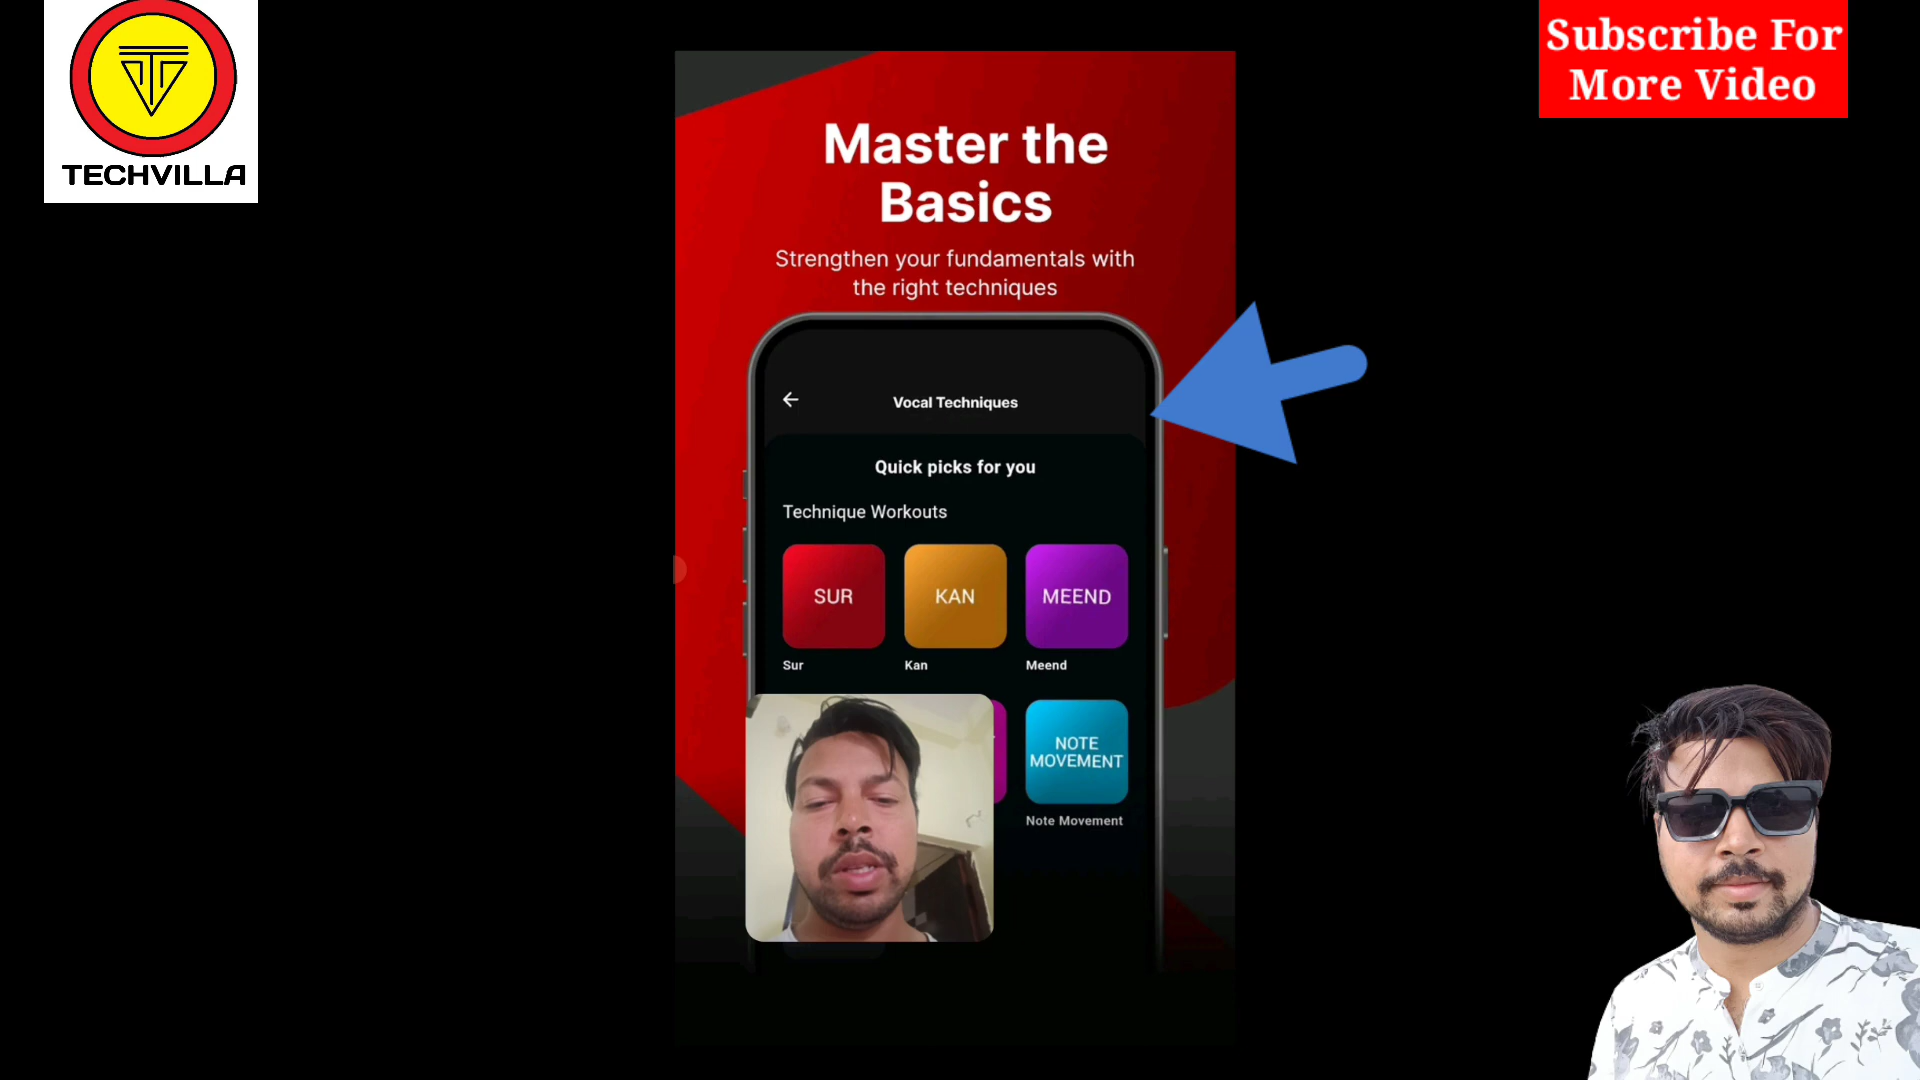 TECHVILLA
Subscribe For
More Video
Master the
Basics
Strengthen your fundamentals with
the right techniques
Vocal Techniques
Quick picks for you
Technique Workouts
SUR
KAN
MEEND
Sur
Kan
Meend
NOTE
MOVEMENT
Note Movement